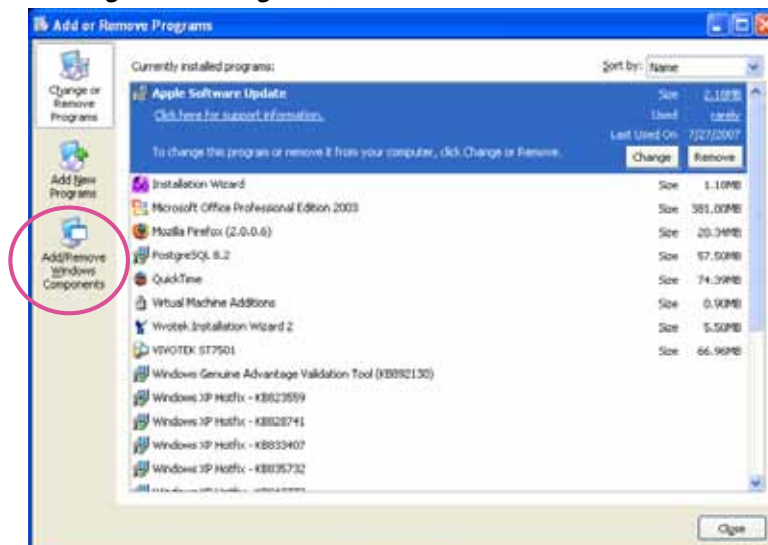 Add or Remove Programs
Change or
Remove
Programs
Add New
Programs
Add/Remove
Windows
Components
Currently installed programs:
Sort by: Name
Apple Software Update
Size 2.18MB
Click here for support information.
Used rarely
Last Used On 7/27/2007
To change this program or remove it from your computer, click Change or Remove.
Change Remove
Installation Wizard Size 1.18MB
Microsoft Office Professional Edition 2003 Size 381.00MB
Mozilla Firefox (2.0.0.6) Size 20.34MB
PostgreSQL 8.2 Size 57.50MB
QuickTime Size 74.39MB
Virtual Machine Additions Size 0.90MB
Vivotek Installation Wizard 2 Size 5.50MB
VIVOTEK ST7501 Size 66.96MB
Windows Genuine Advantage Validation Tool (KB892130)
Windows XP Hotfix - KB823559
Windows XP Hotfix - KB828741
Windows XP Hotfix - KB833407
Windows XP Hotfix - KB835732
Close